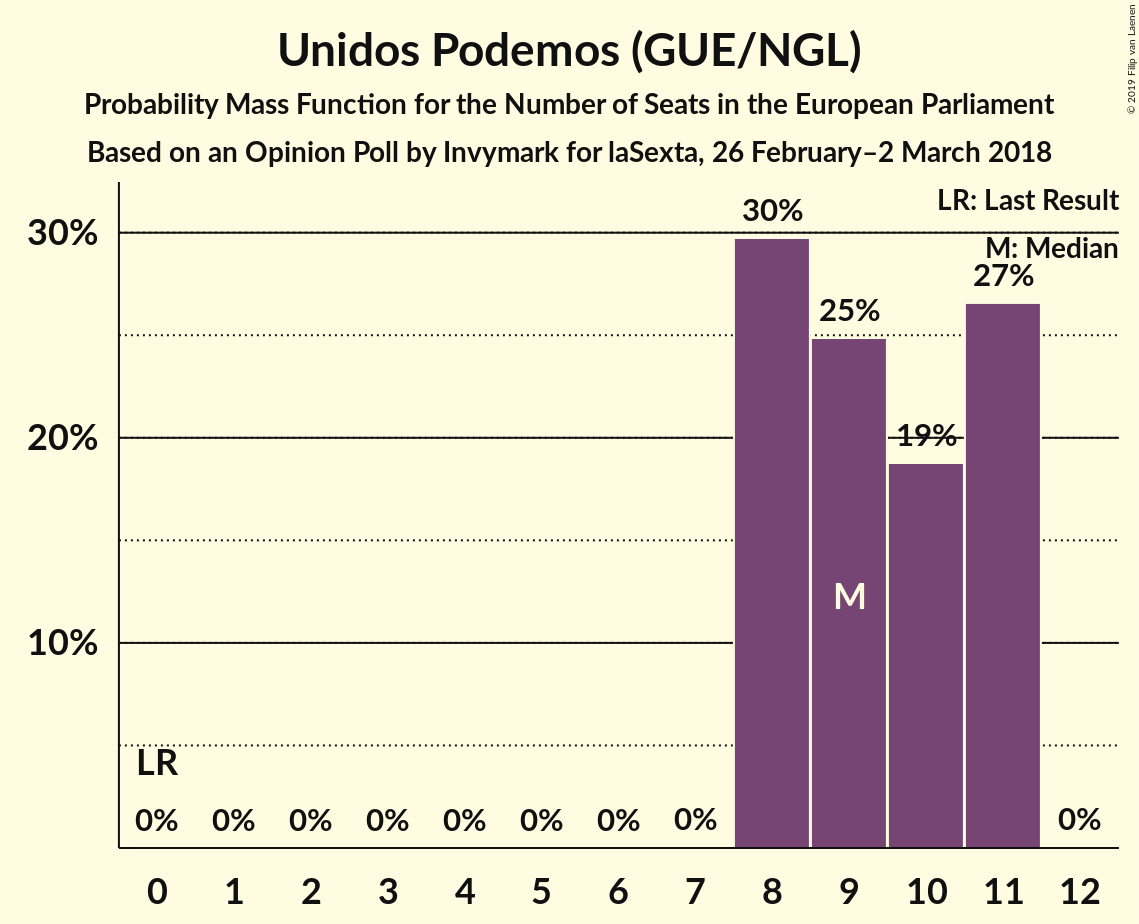 Unidos Podemos (GUE/NGL)
Probability Mass Function for the Number of Seats in the European Parliament
Based on an Opinion Poll by Invymark for laSexta, 26 February–2 March 2018
© 2019 Filip van Laenen
LR: Last Result
M: Median
30%
20%
10%
30%
25%
19%
27%
M
LR
0% 0% 0% 0% 0% 0% 0% 0% 0%
0 1 2 3 4 5 6 7 8 9 10 11 12